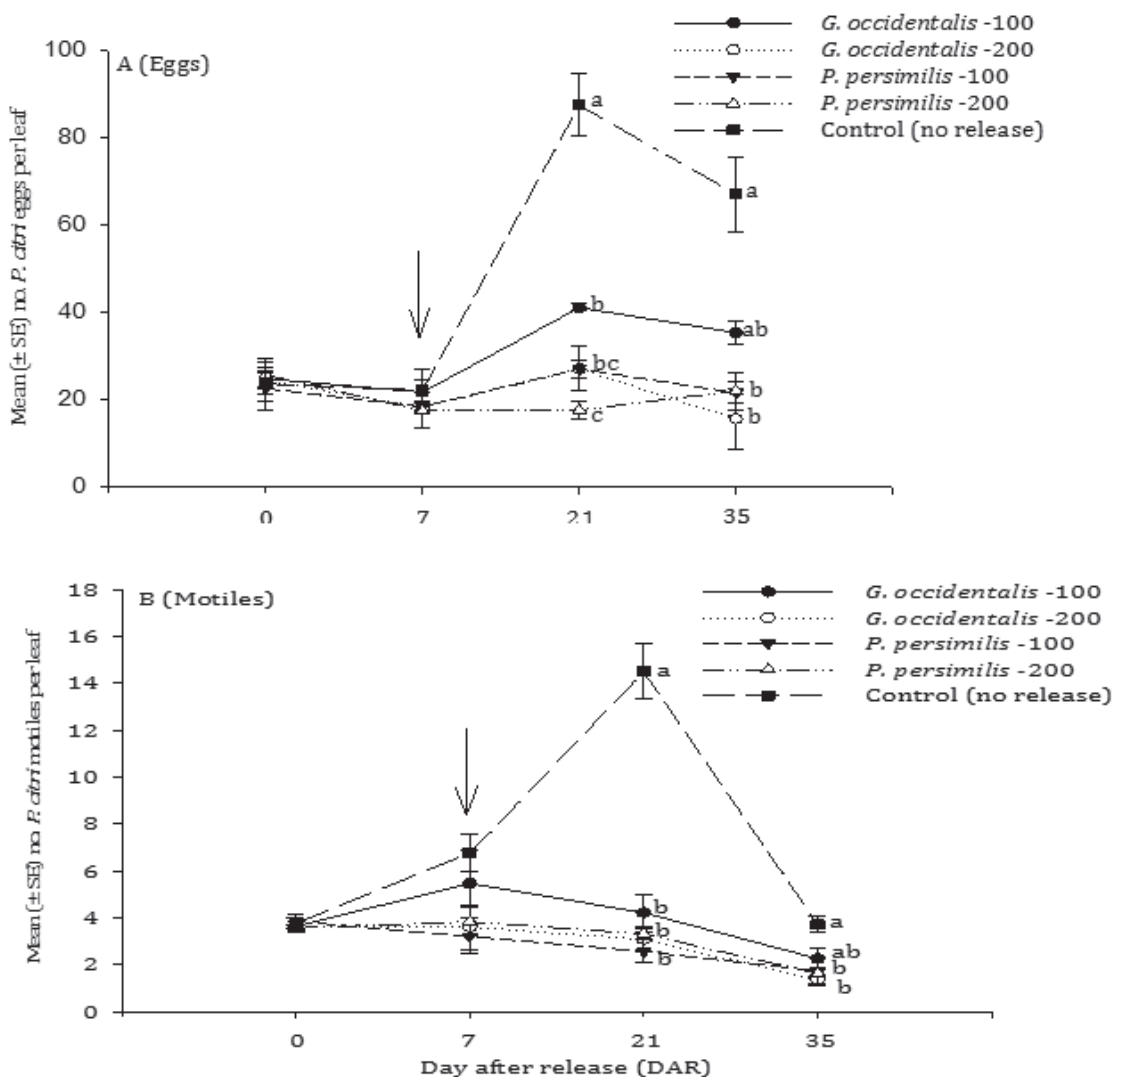 G. occidentalis -100
G. occidentalis -200
P. persimilis -100
P. persimilis -200
Control (no release)
A (Eggs)
Mean (± SE) no. P. citri eggs per leaf
100
80
60
40
20
0
a
a
b
ab
bc
b
c
b
0
7
21
35
B (Motiles)
G. occidentalis -100
G. occidentalis -200
P. persimilis -100
P. persimilis -200
Control (no release)
Mean (± SE) no. P. citri motiles per leaf
18
16
14
12
10
8
6
4
2
0
a
a
b
b
b
ab
b
b
0
7
21
35
Day after release (DAR)